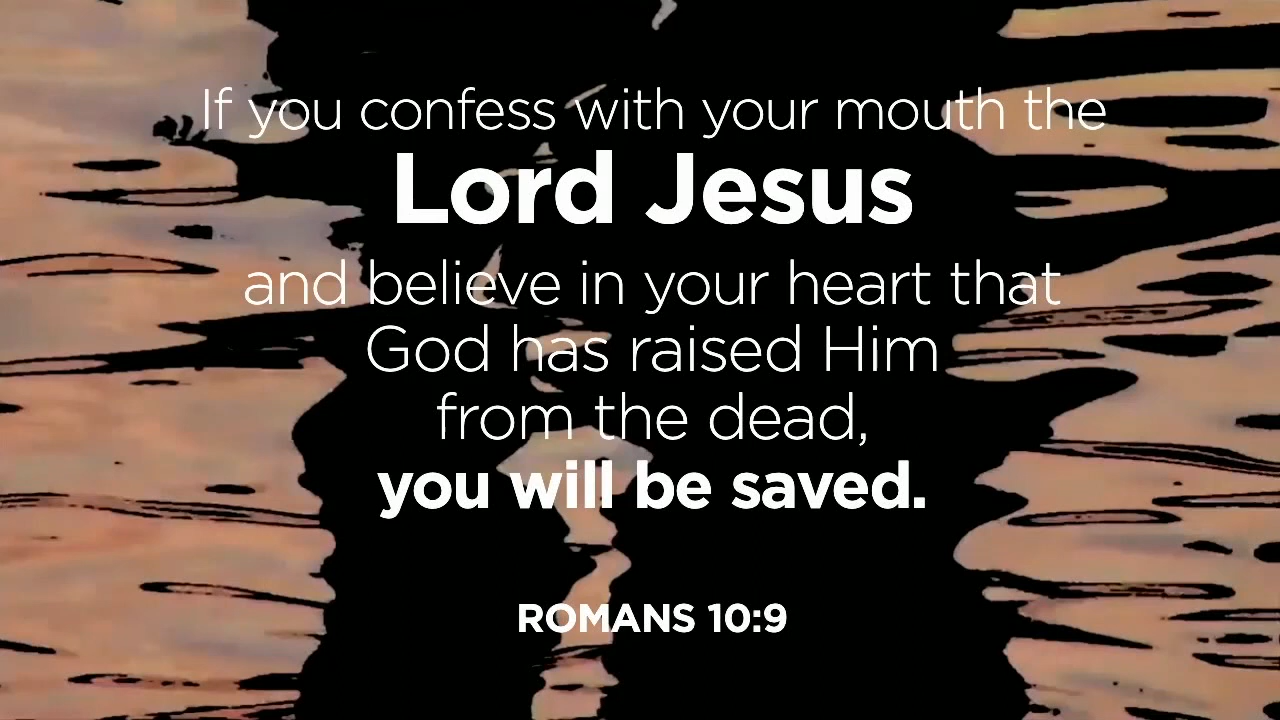 If you confess with your mouth the
Lord Jesus
and believe in your heart that
God has raised Him
from the dead,
you will be saved.
ROMANS 10:9